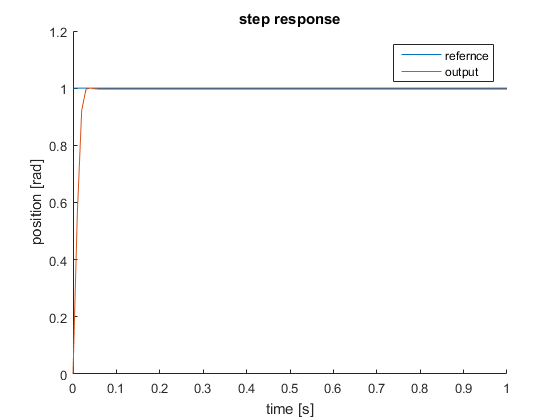 step response
refernce
output
position [rad]
1.2
1
0.8
0.6
0.4
0.2
0
0 0.1 0.2 0.3 0.4 0.5 0.6 0.7 0.8 0.9 1
time [s]